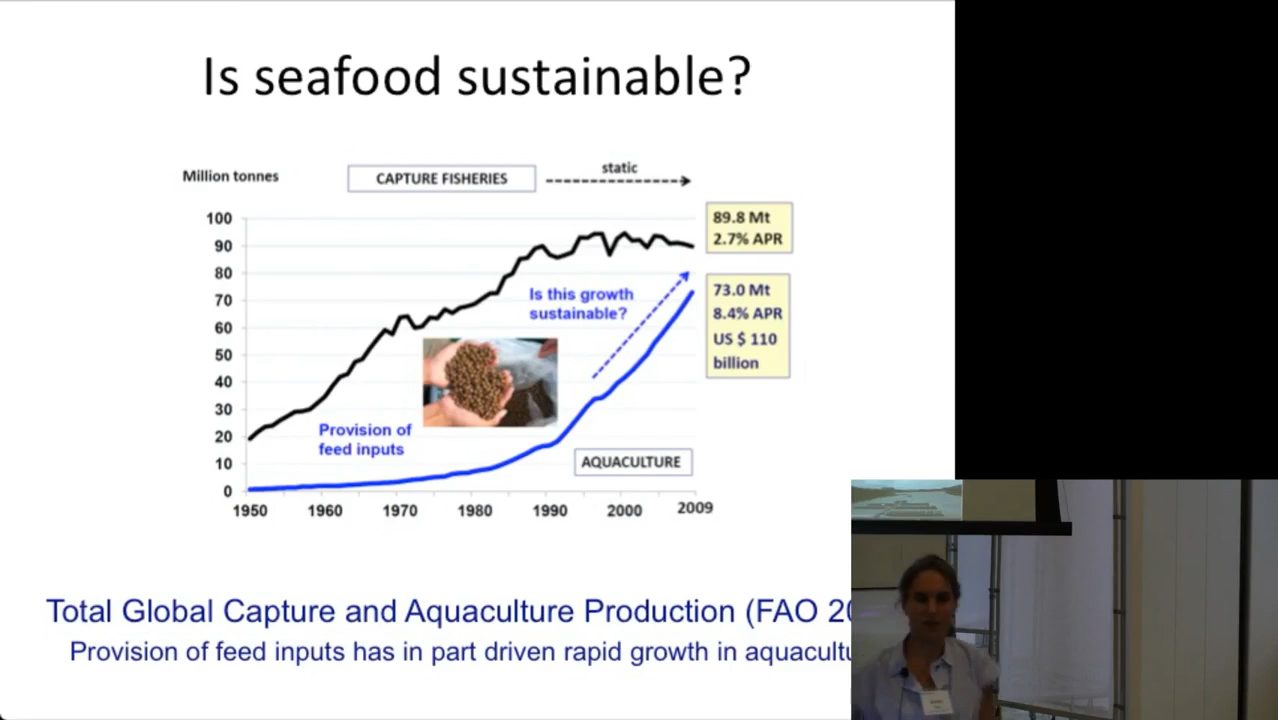 Is seafood sustainable?
Million tonnes
CAPTURE FISHERIES
static
100
90
80
70
60
50
40
30
20
10
0
89.8 Mt
2.7% APR
73.0 Mt
8.4% APR
US $ 110
billion
Is this growth
sustainable?
Provision of
feed inputs
AQUACULTURE
1950 1960 1970 1980 1990 2000 2009
Total Global Capture and Aquaculture Production (FAO 20
Provision of feed inputs has in part driven rapid growth in aquacultu